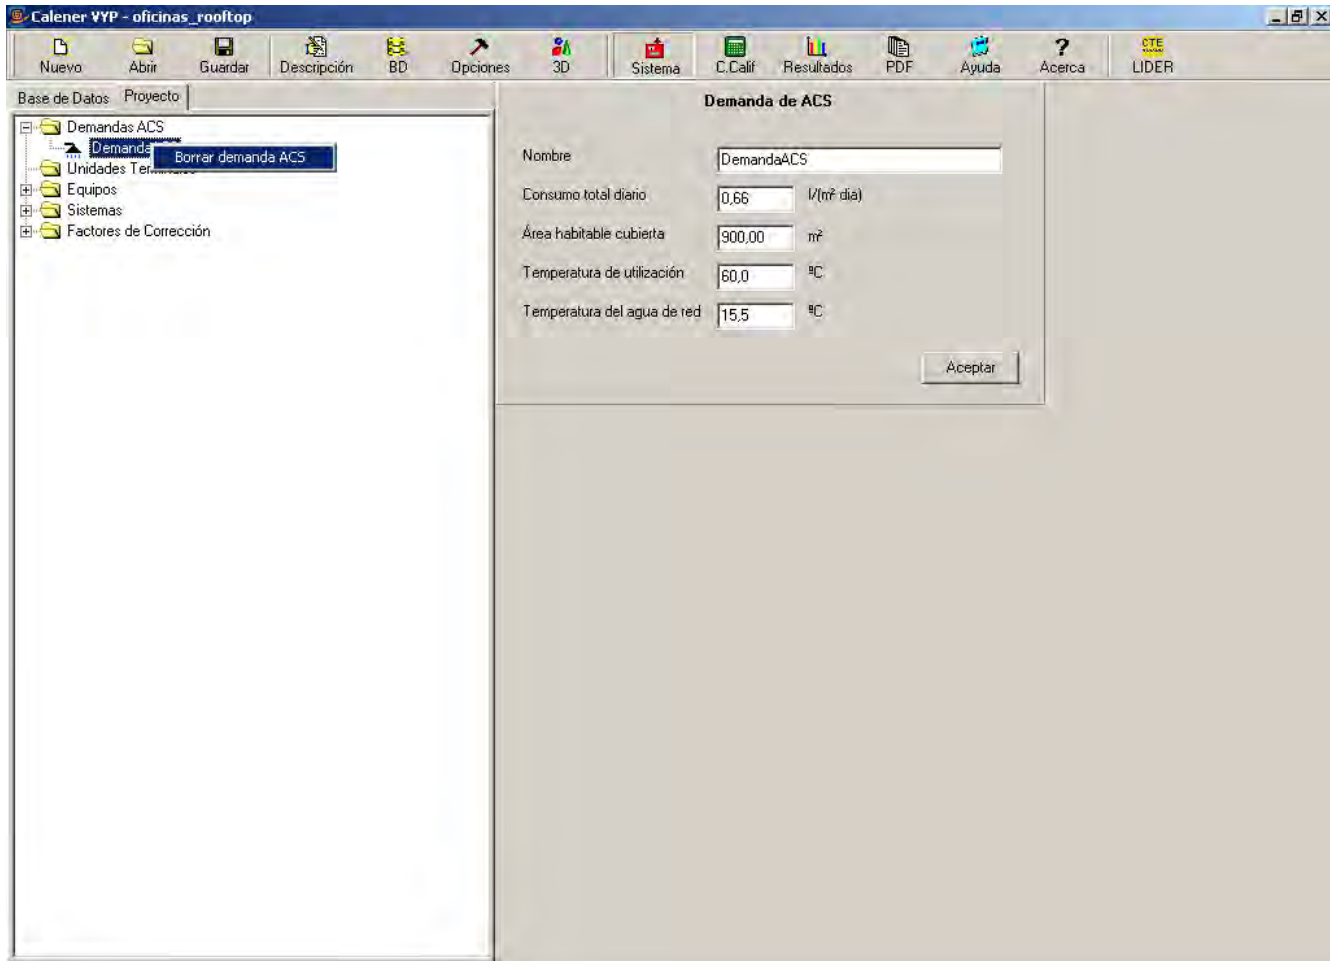 Calener VYP - oficinas_rooftop
Nuevo Abrir Guardar Descripción BD Opciones 3D Sistema C.Calif Resultados PDF Ayuda Acerca CTE LIDER
Base de Datos Proyecto
Demandas ACS
Demanda
Borrar demanda ACS
Unidades
Equipos
Sistemas
Factores de Corrección
Demanda de ACS
Nombre DemandaACS
Consumo total diario 0,66 l/(m² dia)
Área habitable cubierta 900,00 m²
Temperatura de utilización 60,0 ºC
Temperatura del agua de red 15,5 ºC
Aceptar